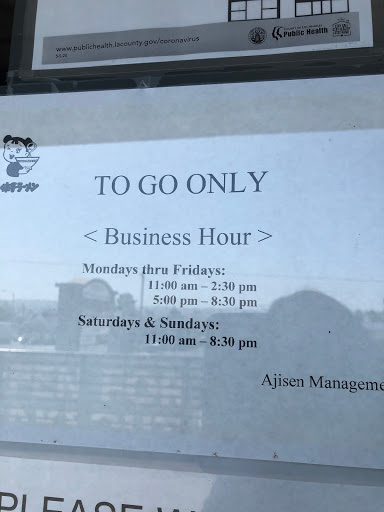 www.publichealth.lacounty.gov/coronavirus
Public Health
TO GO ONLY
< Business Hour >
Mondays thru Fridays:
11:00 am – 2:30 pm
5:00 pm – 8:30 pm
Saturdays & Sundays:
11:00 am – 8:30 pm
Ajisen Manageme
PLEASE W